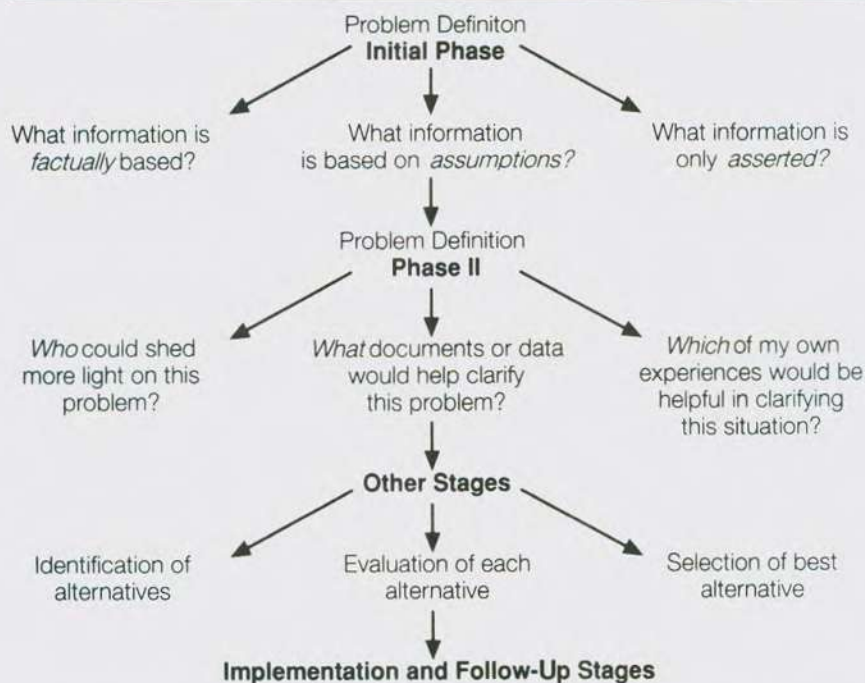 Problem Definiton
Initial Phase
What information is
factually based?
What information
is based on assumptions?
What information is
only asserted?
Problem Definition
Phase II
Who could shed
more light on this
problem?
What documents or data
would help clarify
this problem?
Which of my own
experiences would be
helpful in clarifying
this situation?
Other Stages
Identification of
alternatives
Evaluation of each
alternative
Selection of best
alternative
Implementation and Follow-Up Stages